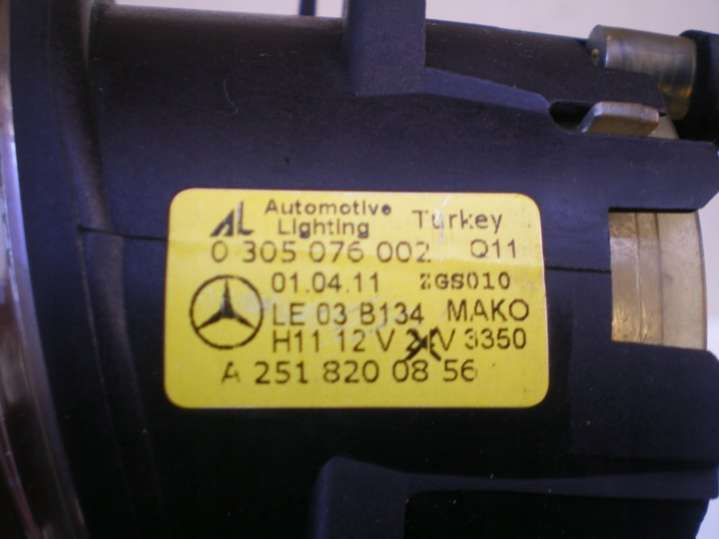 AL Automotive Lighting Turkey
0 305 076 002 Q11
01.04.11 ZGS010
LE 03 B134 MAKO
H11 12 V 24V 3350
A 251 820 08 56